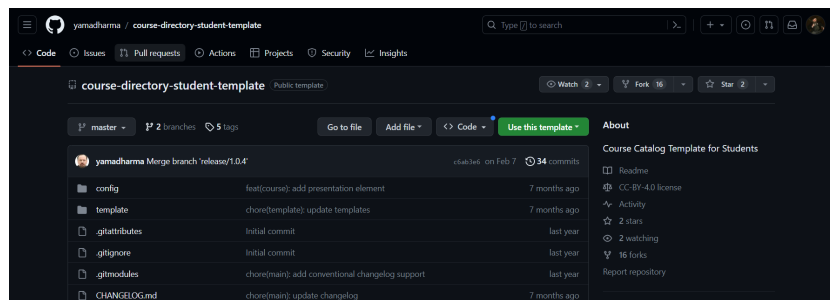 yamadharma / course-directory-student-template
Type / to search
Code Issues Pull requests Actions Projects Security Insights
course-directory-student-template Public template
Watch 2 Fork 16 Star 2
master 2 branches 5 tags Go to file Add file Code Use this template
About
Course Catalog Template for Students
yamadharma Merge branch 'release/1.0.4' c6ab3e6 on Feb 7 34 commits
Readme
config feat(course): add presentation element 7 months ago
CC-BY-4.0 license
Activity
template chore(template): update templates 7 months ago
2 stars
.gitattributes Initial commit last year
2 watching
.gitignore Initial commit last year
16 forks
.gitmodules chore(main): add conventional changelog support last year
Report repository
CHANGELOG.md chore(main): update changelog 7 months ago